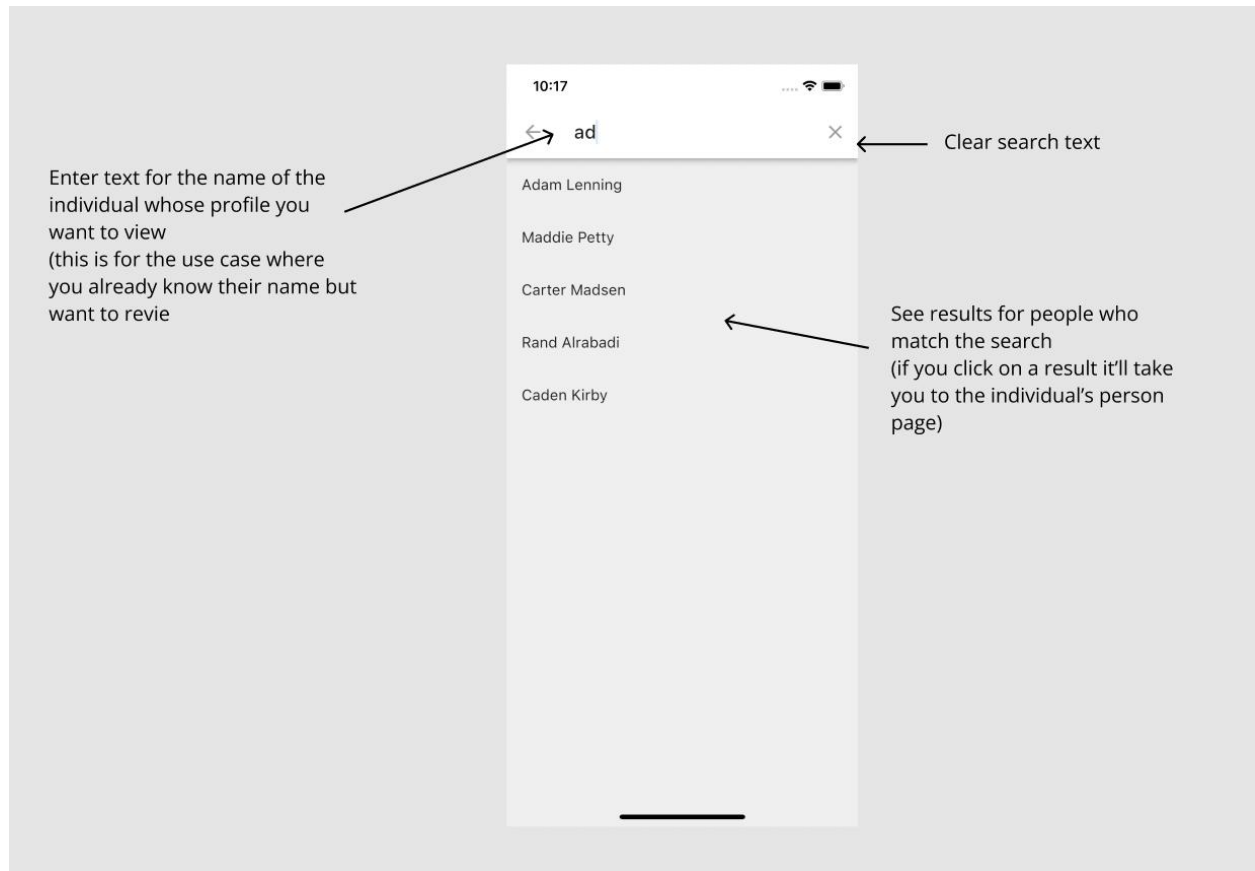 10:17
ad
Clear search text
Enter text for the name of the
individual whose profile you
want to view
(this is for the use case where
you already know their name but
want to revie
Adam Lenning
Maddie Petty
Carter Madsen
Rand Alrabadi
Caden Kirby
See results for people who
match the search
(if you click on a result it’ll take
you to the individual’s person
page)